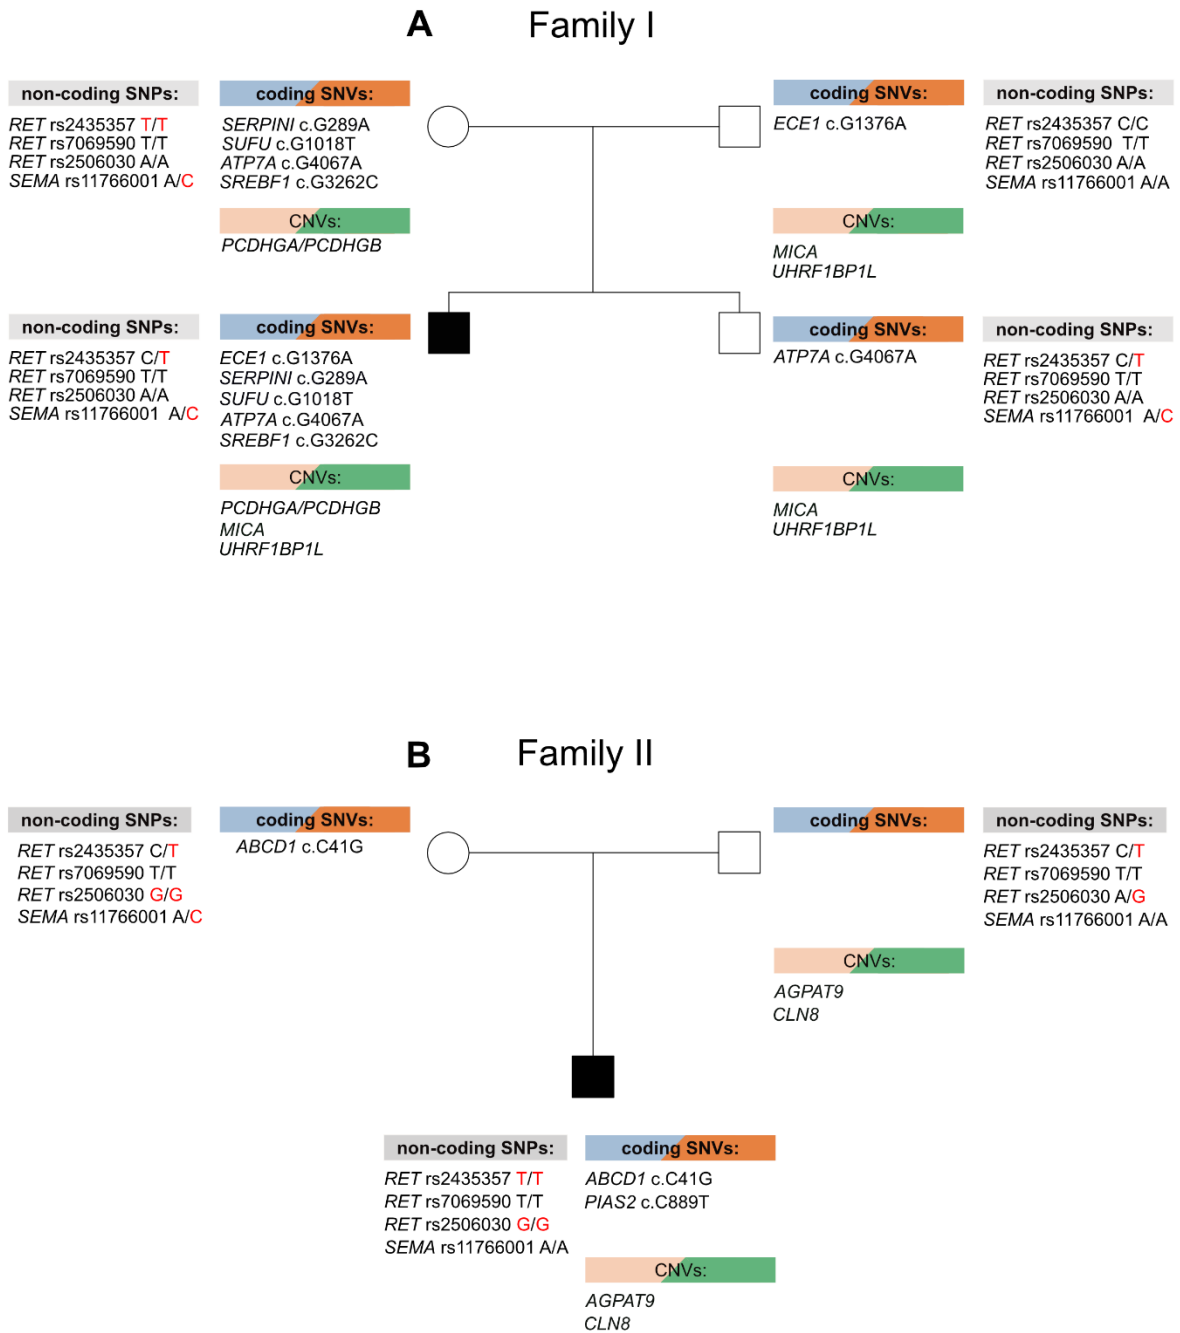 A Family I
non-coding SNPs:
RET rs2435357 T/T
RET rs7069590 T/T
RET rs2506030 A/A
SEMA rs11766001 A/C
coding SNVs:
SERPINI c.G289A
SUFU c.G1018T
ATP7A c.G4067A
SREBF1 c.G3262C
CNVs:
PCDHGA/PCDHGB
coding SNVs:
ECE1 c.G1376A
CNVs:
MICA
UHRF1BP1L
non-coding SNPs:
RET rs2435357 C/C
RET rs7069590 T/T
RET rs2506030 A/A
SEMA rs11766001 A/A
non-coding SNPs:
RET rs2435357 C/T
RET rs7069590 T/T
RET rs2506030 A/A
SEMA rs11766001 A/C
coding SNVs:
ECE1 c.G1376A
SERPINI c.G289A
SUFU c.G1018T
ATP7A c.G4067A
SREBF1 c.G3262C
CNVs:
PCDHGA/PCDHGB
MICA
UHRF1BP1L
coding SNVs:
ATP7A c.G4067A
CNVs:
MICA
UHRF1BP1L
non-coding SNPs:
RET rs2435357 C/T
RET rs7069590 T/T
RET rs2506030 A/A
SEMA rs11766001 A/C
B Family II
non-coding SNPs:
RET rs2435357 C/T
RET rs7069590 T/T
RET rs2506030 G/G
SEMA rs11766001 A/C
coding SNVs:
ABCD1 c.C41G
coding SNVs:
CNVs:
AGPAT9
CLN8
non-coding SNPs:
RET rs2435357 C/T
RET rs7069590 T/T
RET rs2506030 A/G
SEMA rs11766001 A/A
non-coding SNPs:
RET rs2435357 T/T
RET rs7069590 T/T
RET rs2506030 G/G
SEMA rs11766001 A/A
coding SNVs:
ABCD1 c.C41G
PIAS2 c.C889T
CNVs:
AGPAT9
CLN8